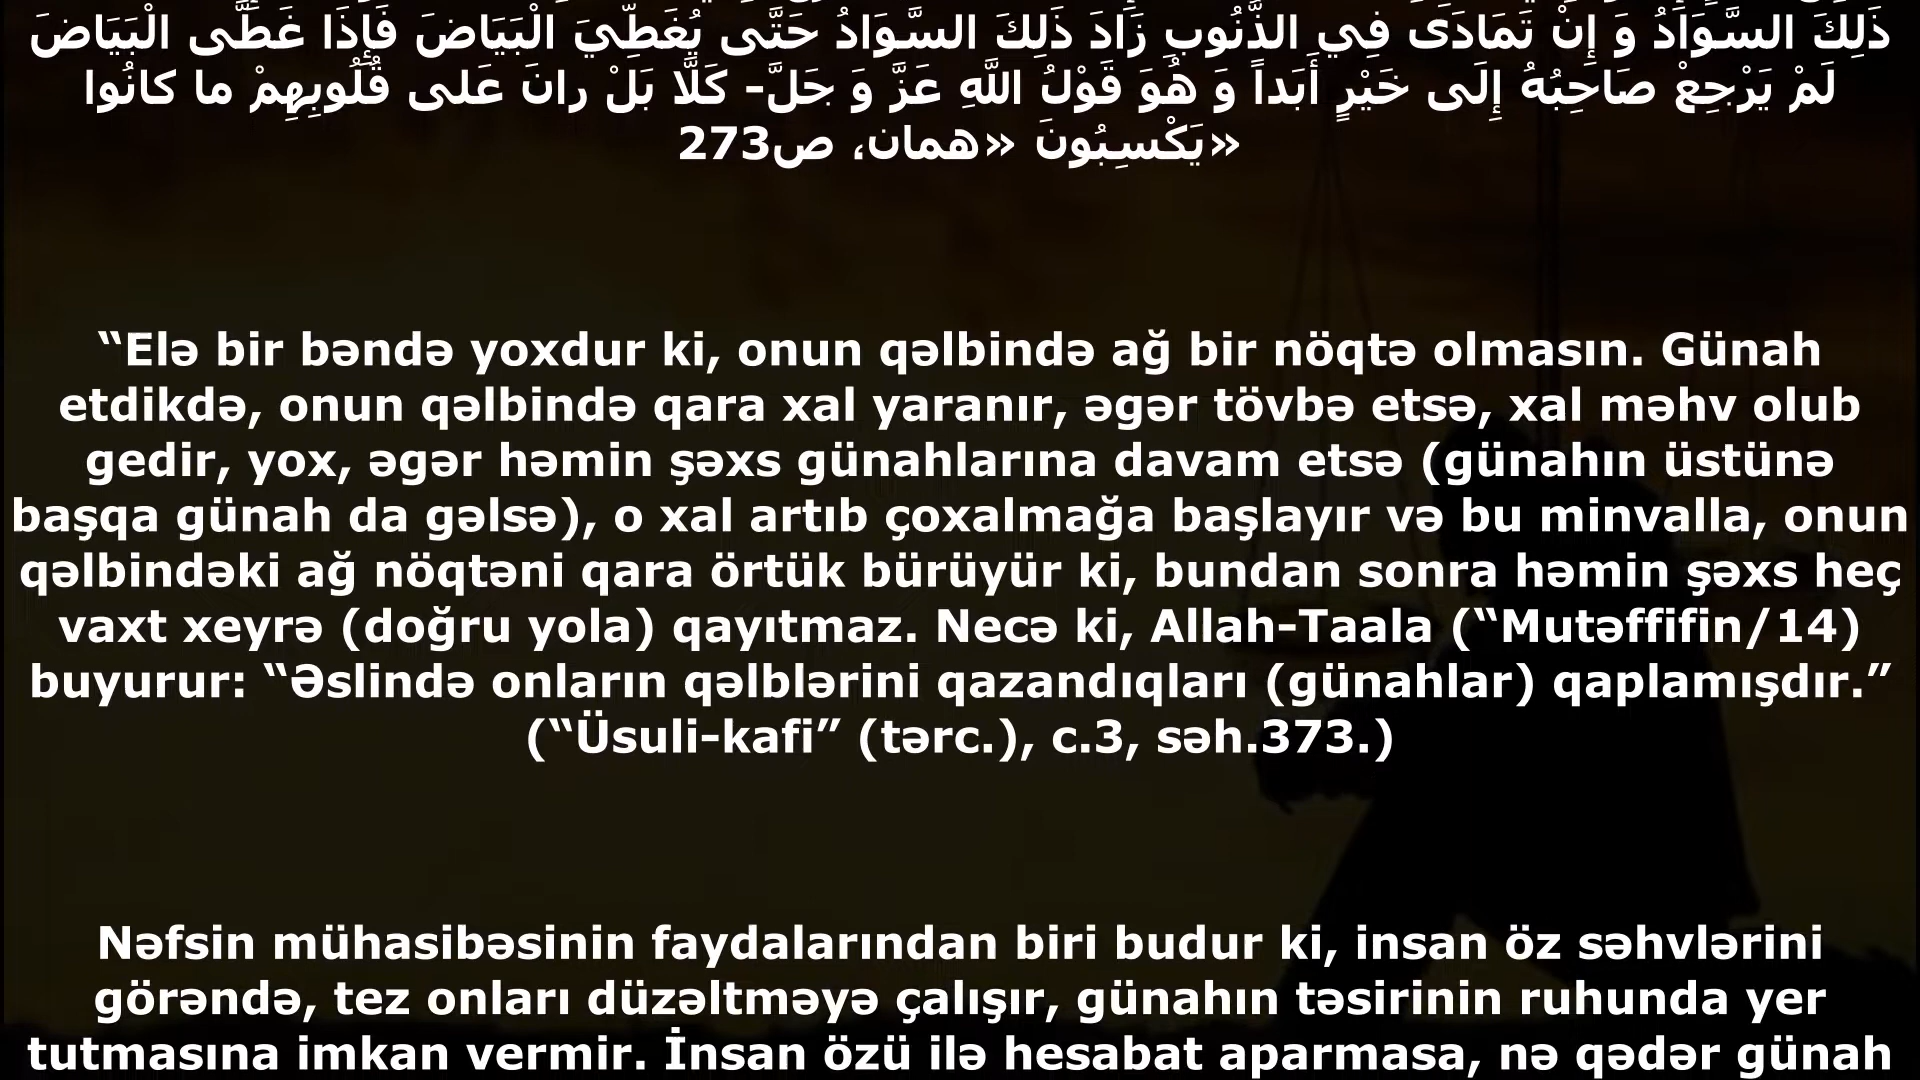 ذَلِكَ السَّوَادُ وَ إِنْ تَمَادَى فِي الذُّنُوبِ زَادَ ذَلِكَ السَّوَادُ حَتَّى يُغَطِّيَ الْبَيَاضَ فَإِذَا غَطَّى الْبَيَاضَ
لَمْ يَرْجِعْ صَاحِبُهُ إِلَى خَيْرٍ أَبَداً وَ هُوَ قَوْلُ اللَّهِ عَزَّ وَ جَلَّ- كَلَّا بَلْ رانَ عَلى قُلُوبِهِمْ ما كانُوا
«يَكْسِبُونَ «همان، ص273
“Elə bir bəndə yoxdur ki, onun qəlbində ağ bir nöqtə olmasın. Günah
etdikdə, onun qəlbində qara xal yaranır, əgər tövbə etsə, xal məhv olub
gedir, yox, əgər həmin şəxs günahlarına davam etsə (günahın üstünə
başqa günah da gəlsə), o xal artıb çoxalmağa başlayır və bu minvalla, onun
qəlbindəki ağ nöqtəni qara örtük bürüyür ki, bundan sonra həmin şəxs heç
vaxt xeyrə (doğru yola) qayıtmaz. Necə ki, Allah-Taala (“Mutəffifin/14)
buyurur: “Əslində onların qəlblərini qazandıqları (günahlar) qaplamışdır.”
(“Üsuli-kafi” (tərc.), c.3, səh.373.)
Nəfsin mühasibəsinin faydalarından biri budur ki, insan öz səhvlərini
görəndə, tez onları düzəltməyə çalışır, günahın təsirinin ruhunda yer
tutmasına imkan vermir. İnsan özü ilə hesabat aparmasa, nə qədər günah